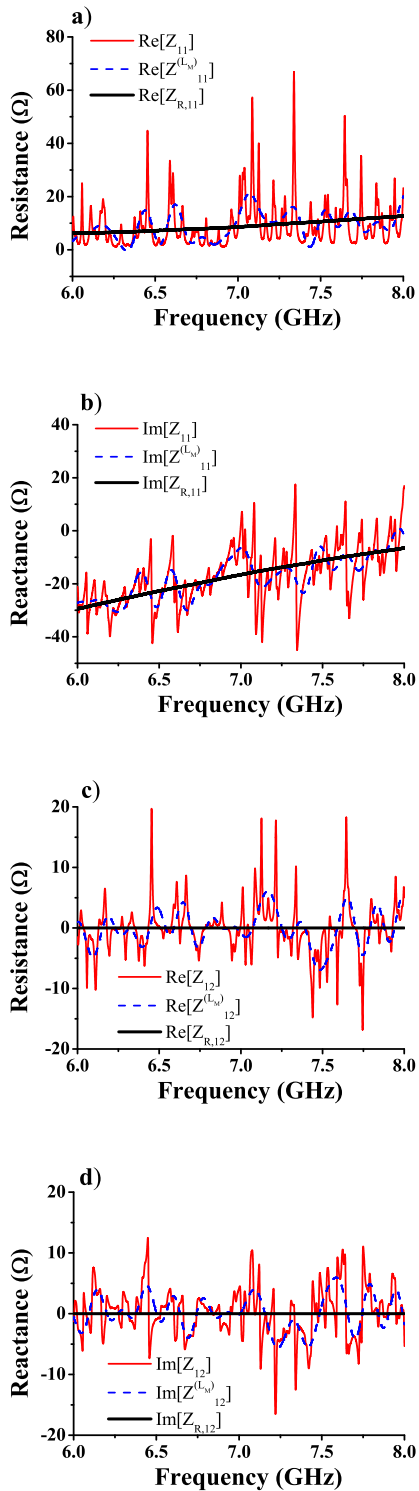 a)
Re[Z11]
Re[Z(LM)11]
Re[ZR,11]
80
60
40
20
0
Resistance (Ω)
6.0 6.5 7.0 7.5 8.0
Frequency (GHz)
b)
Im[Z11]
Im[Z(LM)11]
Im[ZR,11]
40
20
0
-20
-40
Reactance (Ω)
6.0 6.5 7.0 7.5 8.0
Frequency (GHz)
c)
20
10
0
-10
-20
Resistance (Ω)
Re[Z12]
Re[Z(LM)12]
Re[ZR,12]
6.0 6.5 7.0 7.5 8.0
Frequency (GHz)
d)
20
10
0
-10
-20
Reactance (Ω)
Im[Z12]
Im[Z(LM)12]
Im[ZR,12]
6.0 6.5 7.0 7.5 8.0
Frequency (GHz)